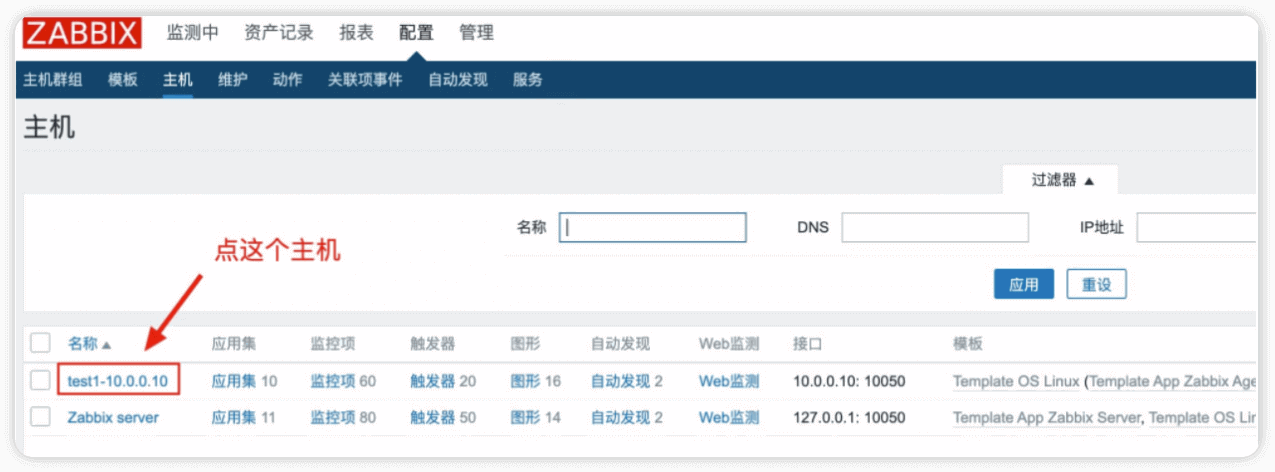 ZABBIX 监测中 资产记录 报表 配置 管理
主机群组 模板 主机 维护 动作 关联项事件 自动发现 服务
主机
过滤器 ▲
名称 DNS IP地址
点这个主机
应用 重设
名称 ▲ 应用集 监控项 触发器 图形 自动发现 Web监测 接口 模板
test1-10.0.0.10 应用集 10 监控项 60 触发器 20 图形 16 自动发现 2 Web监测 10.0.0.10: 10050 Template OS Linux (Template App Zabbix Age
Zabbix server 应用集 11 监控项 80 触发器 50 图形 14 自动发现 2 Web监测 127.0.0.1: 10050 Template App Zabbix Server, Template OS Lin